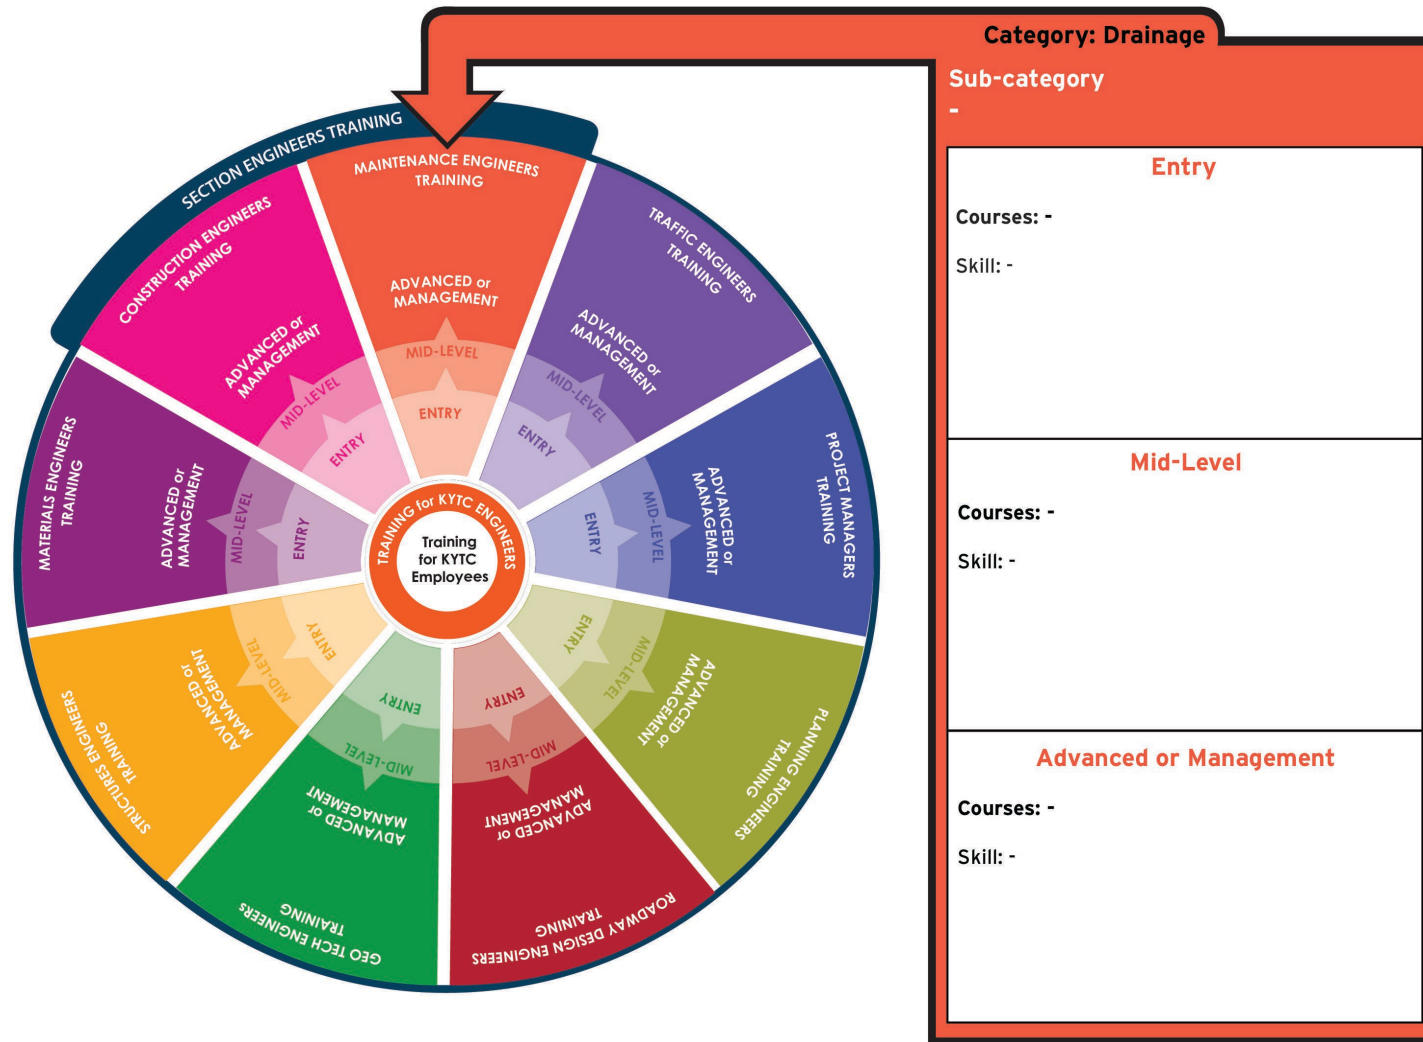 Category: Drainage
Sub-category
-
Entry
Courses: -
Skill: -
Mid-Level
Courses: -
Skill: -
Advanced or Management
Courses: -
Skill: -
SECTION ENGINEERS TRAINING
MAINTENANCE ENGINEERS
TRAINING
ADVANCED or
MANAGEMENT
MID-LEVEL
ENTRY
TRAFFIC ENGINEERS
TRAINING
ADVANCED or
MANAGEMENT
MID-LEVEL
ENTRY
PROJECT MANAGERS
TRAINING
ADVANCED or
MANAGEMENT
MID-LEVEL
ENTRY
PLANNING ENGINEERS
TRAINING
ADVANCED or
MANAGEMENT
MID-LEVEL
ENTRY
ROADWAY DESIGN ENGINEERS
TRAINING
ADVANCED or
MANAGEMENT
MID-LEVEL
ENTRY
GEO TECH ENGINEERS
TRAINING
ADVANCED or
MANAGEMENT
MID-LEVEL
ENTRY
STRUCTURES ENGINEERS
TRAINING
ADVANCED or
MANAGEMENT
MID-LEVEL
ENTRY
MATERIALS ENGINEERS
TRAINING
ADVANCED or
MANAGEMENT
MID-LEVEL
ENTRY
CONSTRUCTION ENGINEERS
TRAINING
ADVANCED or
MANAGEMENT
MID-LEVEL
ENTRY
TRAINING for KYTC ENGINEERS
Training
for KYTC
Employees